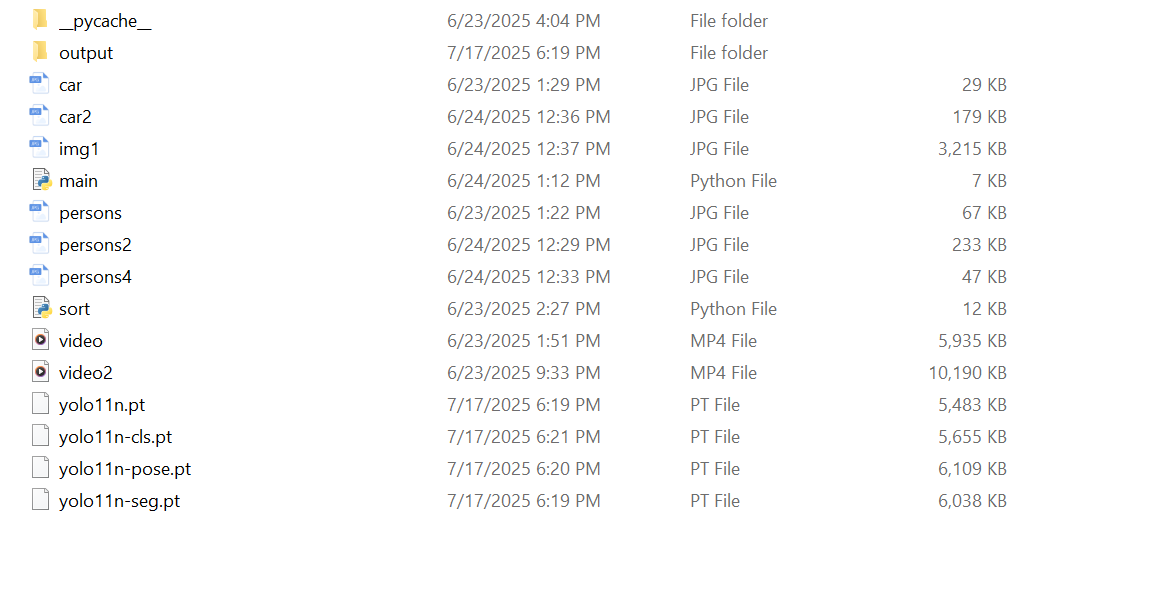 __pycache__ 6/23/2025 4:04 PM File folder
output 7/17/2025 6:19 PM File folder
car 6/23/2025 1:29 PM JPG File 29 KB
car2 6/24/2025 12:36 PM JPG File 179 KB
img1 6/24/2025 12:37 PM JPG File 3,215 KB
main 6/24/2025 1:12 PM Python File 7 KB
persons 6/23/2025 1:22 PM JPG File 67 KB
persons2 6/24/2025 12:29 PM JPG File 233 KB
persons4 6/24/2025 12:33 PM JPG File 47 KB
sort 6/23/2025 2:27 PM Python File 12 KB
video 6/23/2025 1:51 PM MP4 File 5,935 KB
video2 6/23/2025 9:33 PM MP4 File 10,190 KB
yolo11n.pt 7/17/2025 6:19 PM PT File 5,483 KB
yolo11n-cls.pt 7/17/2025 6:21 PM PT File 5,655 KB
yolo11n-pose.pt 7/17/2025 6:20 PM PT File 6,109 KB
yolo11n-seg.pt 7/17/2025 6:19 PM PT File 6,038 KB